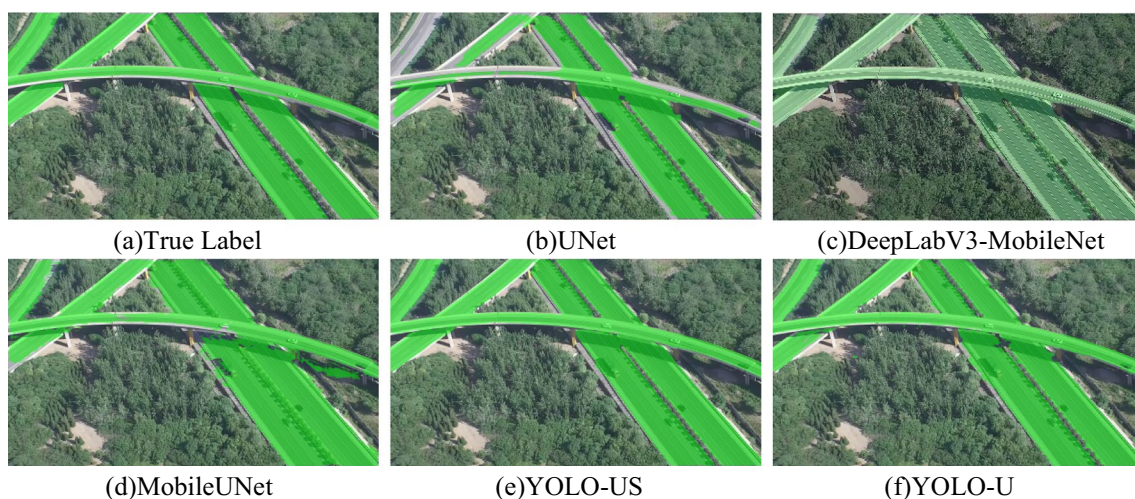 (a)True Label
(b)UNet
(c)DeepLabV3-MobileNet
(d)MobileUNet
(e)YOLO-US
(f)YOLO-U